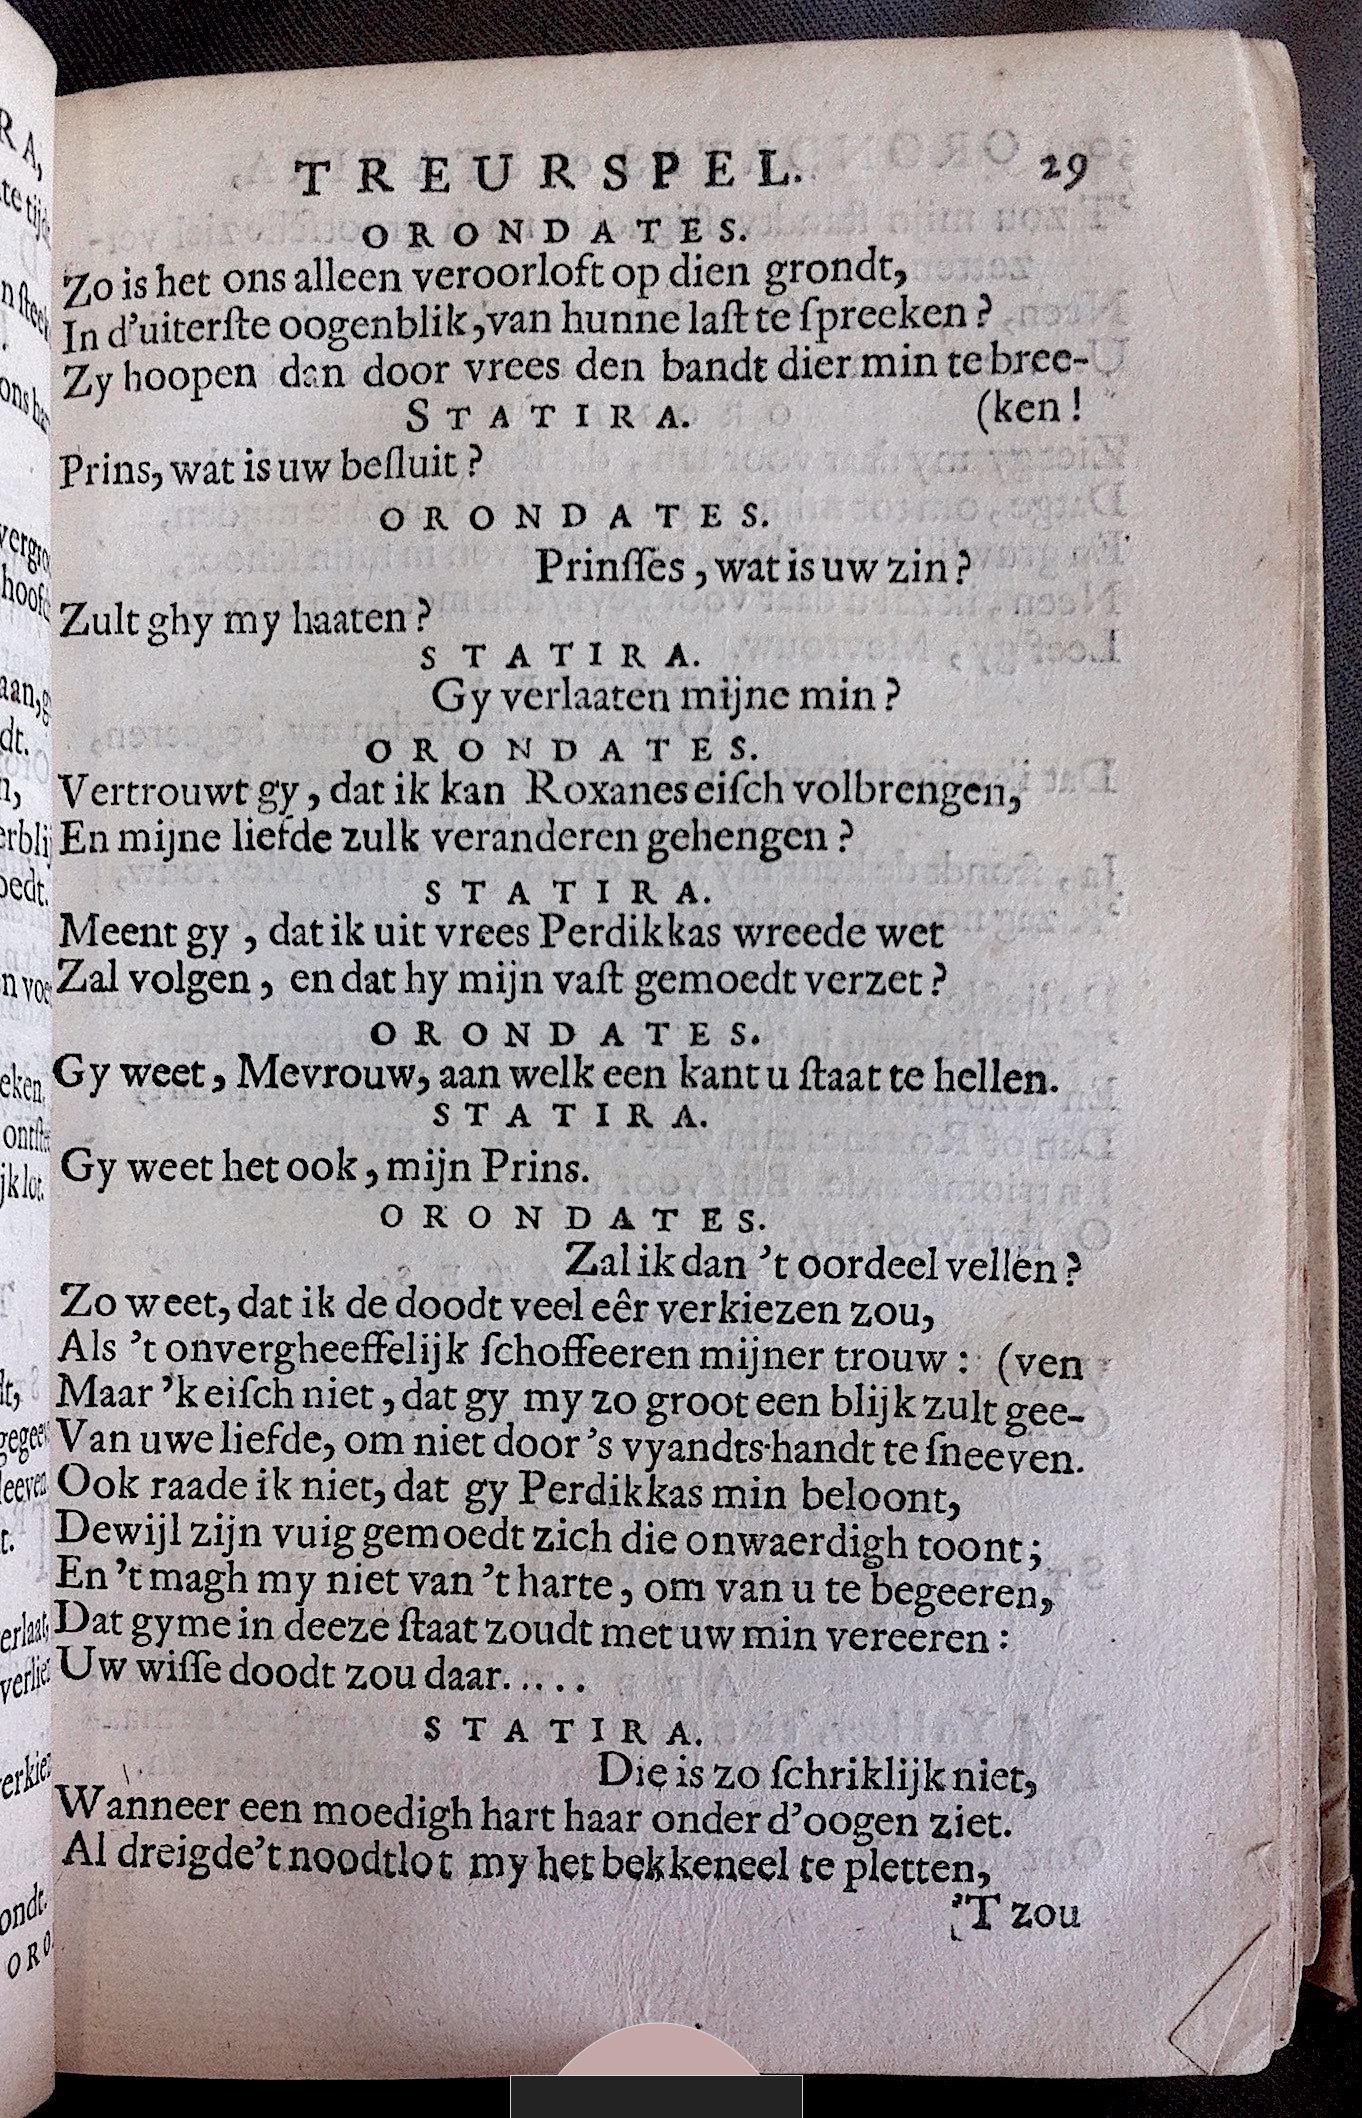 TREURSPEL. 29
ORONDATES.
Zo is het ons alleen veroorloft op dien grondt,
In d'uiterſte oogenblik, van hunne laſt te ſpreeken?
Zy hoopen dan door vrees den bandt dier min te bree-
STATIRA. (ken!
Prins, wat is uw beſluit?
ORONDATES.
Prinſſes, wat is uw zin?
Zult ghy my haaten?
STATIRA.
Gy verlaaten mijne min?
ORONDATES.
Vertrouwt gy, dat ik kan Roxanes eiſch volbrengen,
En mijne liefde zulk veranderen gehengen?
STATIRA.
Meent gy, dat ik uit vrees Perdikkas wreede wet
Zal volgen, en dat hy mijn vaſt gemoedt verzet?
ORONDATES.
Gy weet, Mevrouw, aan welk een kant u ſtaat te hellen.
STATIRA.
Gy weet het ook, mijn Prins.
ORONDATES.
Zal ik dan 't oordeel vellen?
Zo weet, dat ik de doodt veel eêr verkiezen zou,
Als 't onvergheeffelijk ſchoffeeren mijner trouw: (ven
Maar 'k eiſch niet, dat gy my zo groot een blijk zult gee-
Van uwe liefde, om niet door 's vyandts handt te ſneeven.
Ook raade ik niet, dat gy Perdikkas min beloont,
Dewijl zijn vuig gemoedt zich die onwaerdigh toont;
En 't magh my niet van 't harte, om van u te begeeren,
Dat gy me in deeze ſtaat zoudt met uw min vereeren:
Uw wiſſe doodt zou daar.....
STATIRA.
Die is zo ſchriklijk niet,
Wanneer een moedigh hart haar onder d'oogen ziet.
Al dreigde 't noodtlot my het bekkeneel te pletten,
'T zou